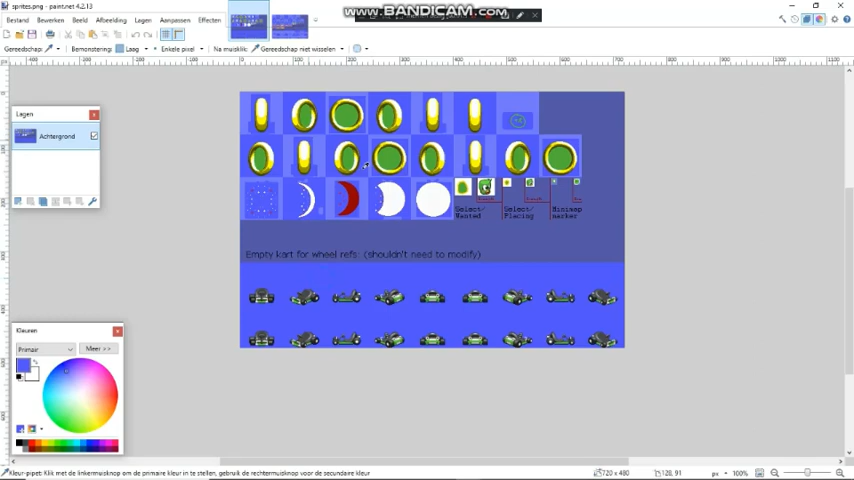 sprites.png - paint.net 4.2.13
www.BANDICAM.com
Bestand Bewerk Beeld Afbeelding Lagen Aanpassen Effecten
Gereedschap: Bemonstering: Laag Enkele pixel Na muisklik: Gereedschap niet wisselen
Lagen
Achtergrond
Select/
Wanted
Select/
Placing
Minimap
marker
Empty kart for wheel refs: (shouldn't need to modify)
Kleuren
Primair Meer >>
Kleur-pipet: Klik met de linkermuisknop om de primaire kleur in te stellen, gebruik de rechtermuisknop voor de secundaire kleur
720 x 480 128, 91 px 100%